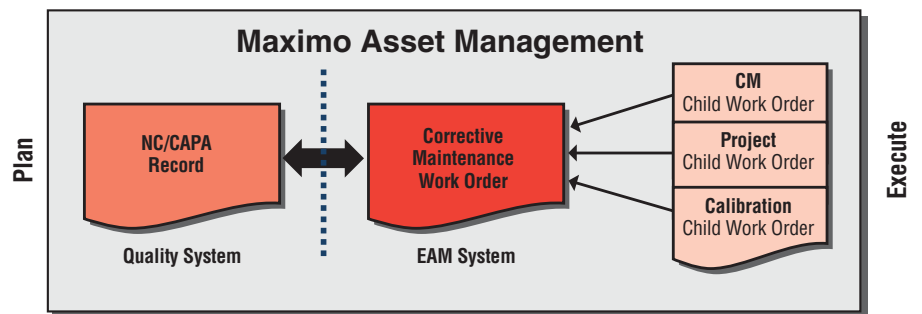 Maximo Asset Management
Plan
NC/CAPA
Record
Quality System
Corrective
Maintenance
Work Order
EAM System
CM
Child Work Order
Project
Child Work Order
Calibration
Child Work Order
Execute